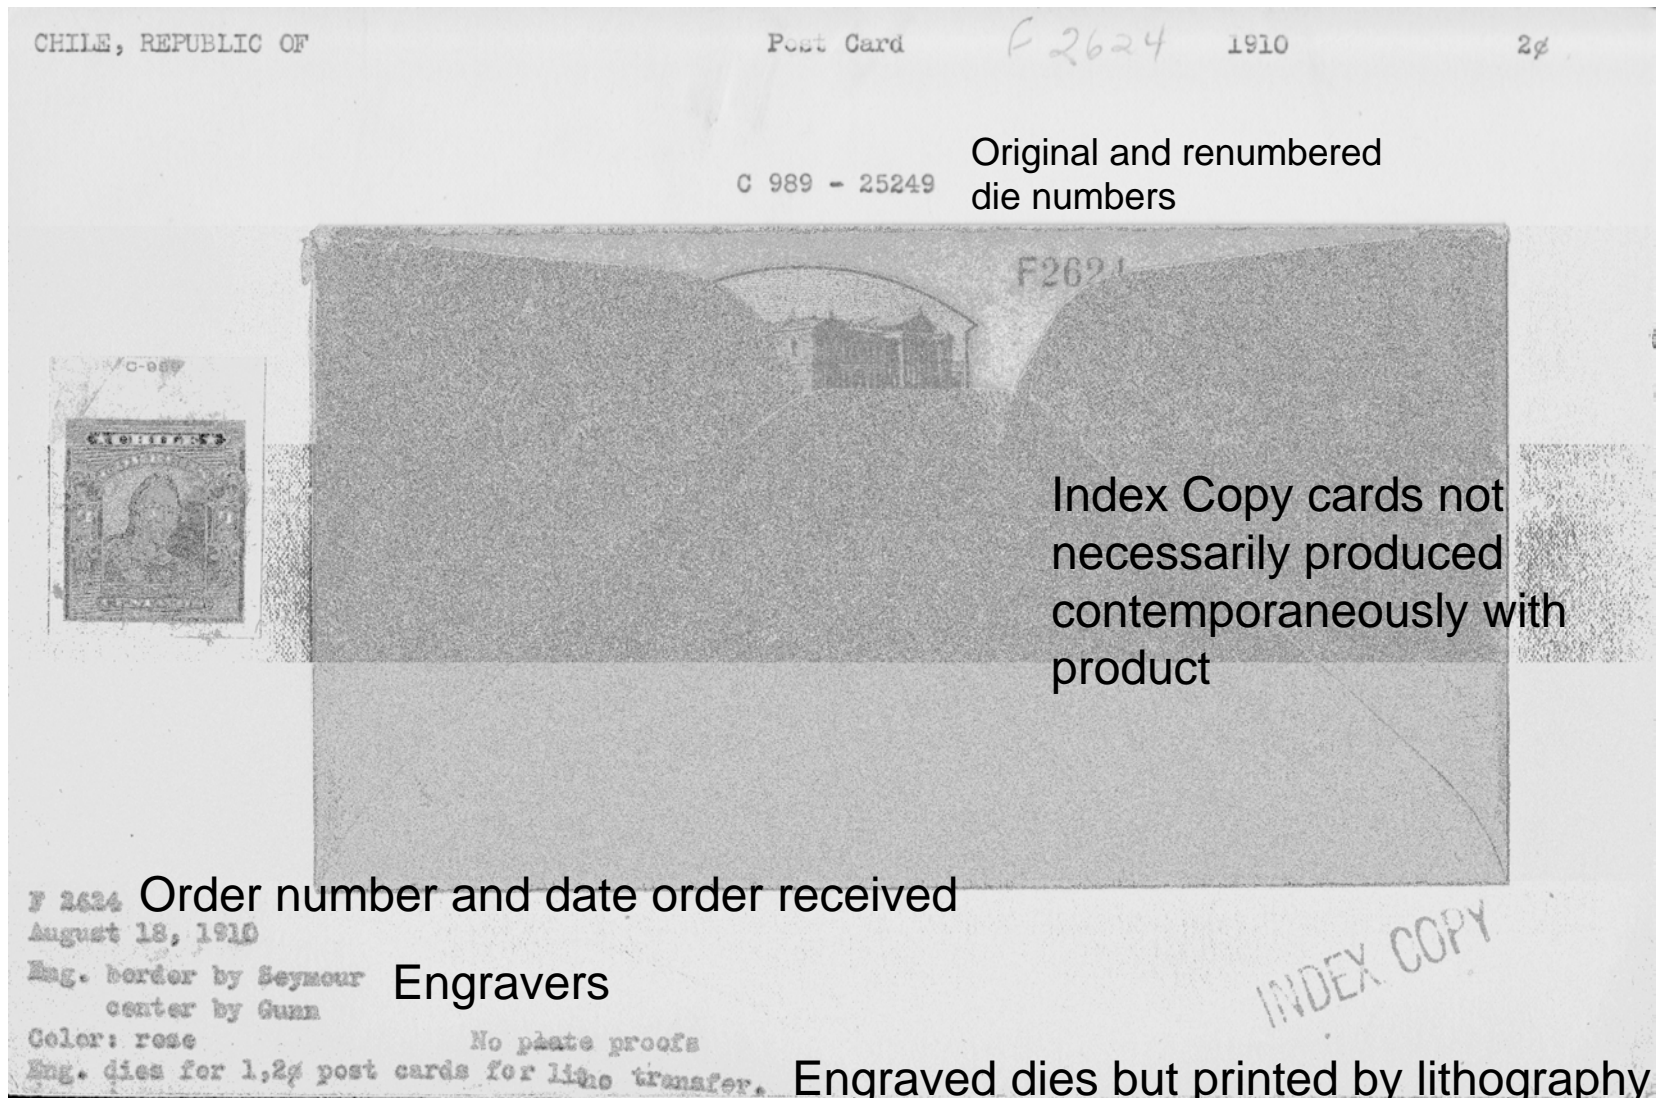 CHILE, REPUBLIC OF Post Card F 2624 1910 2¢
Original and renumbered
die numbers
C 989 - 25249
F262
C-989
CHILE
Index Copy cards not
necessarily produced
contemporaneously with
product
F 2624 Order number and date order received
August 18, 1910
Eng. border by Seymour Engravers
center by Gunn
Color: rose No plate proofs
Eng. dies for 1,2¢ post cards for litho transfer. Engraved dies but printed by lithography
INDEX COPY